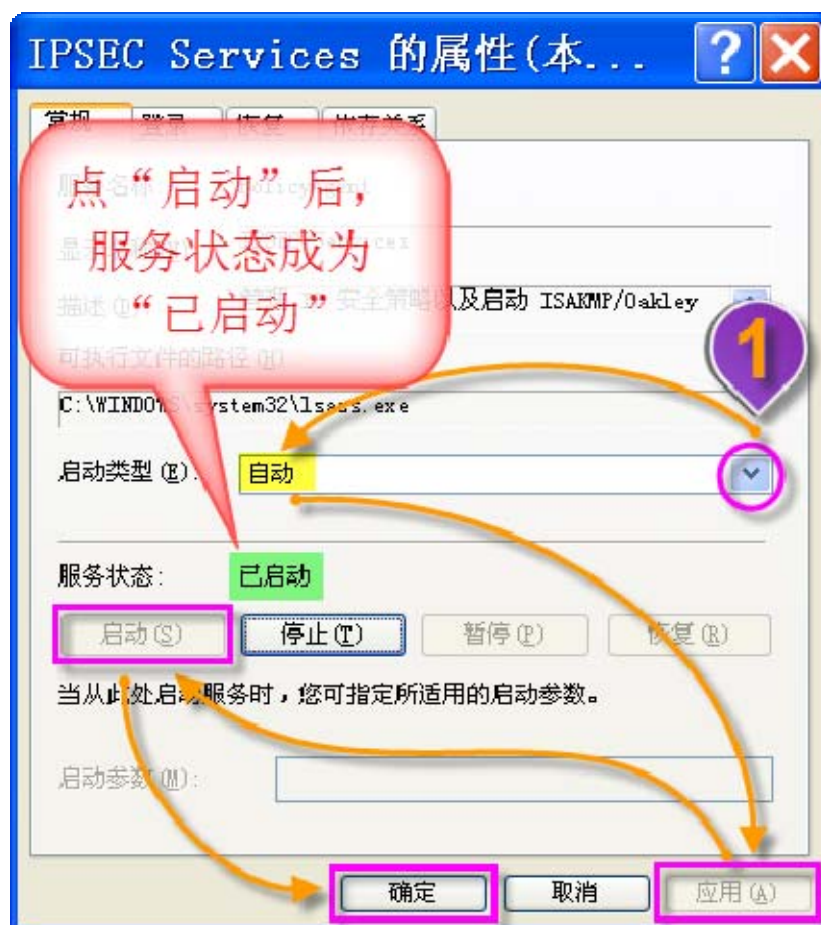 IPSEC Services 的属性(本...
常规 登录 恢复 依存关系
点“启动”后，
服务状态成为
“已启动”
描述(D) 安全策略以及启动 ISAKMP/Oakley
可执行文件的路径(H)
C:\WINDOWS\system32\lsass.exe
1
启动类型(E): 自动
服务状态: 已启动
启动(S) 停止(T) 暂停(P) 恢复(R)
当从此处启动服务时，您可指定所适用的启动参数。
启动参数(M):
确定 取消 应用(A)